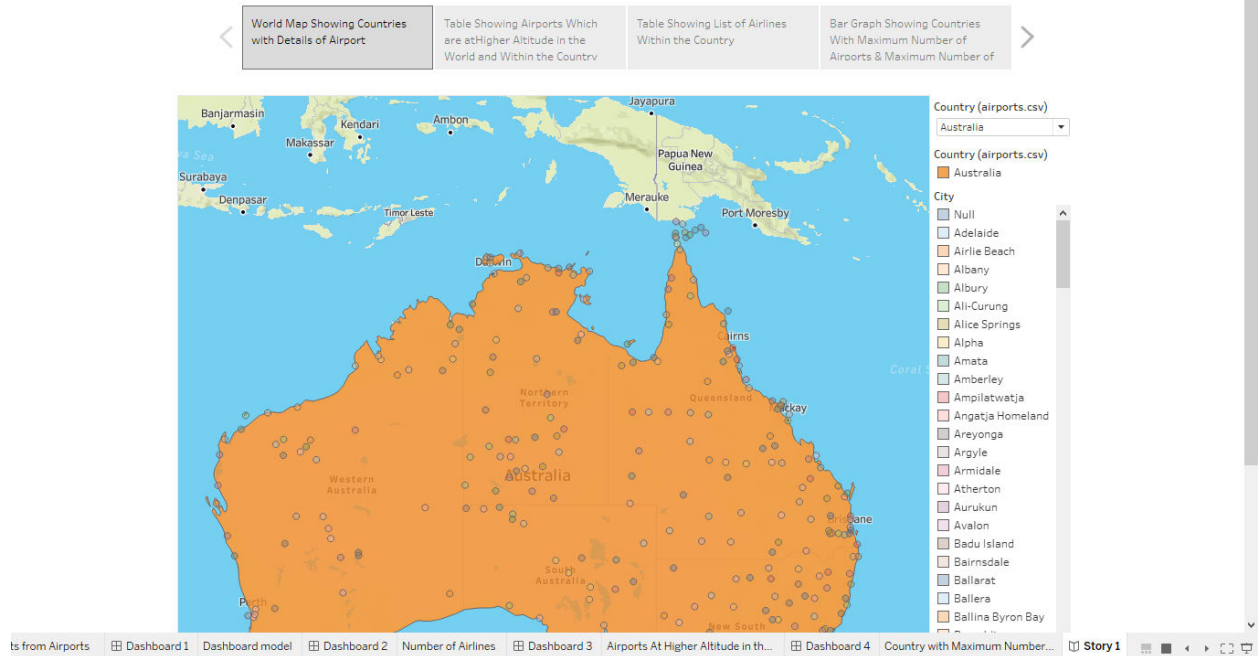 World Map Showing Countries
with Details of Airport
Table Showing Airports Which
are atHigher Altitude in the
World and Within the Country
Table Showing List of Airlines
Within the Country
Bar Graph Showing Countries
With Maximum Number of
Airports & Maximum Number of
Banjarmasin
Kendari
Ambon
Jayapura
Makassar
Papua New
Guinea
Surabaya
Denpasar
Timor Leste
Merauke
Port Moresby
Darwin
Cairns
Coral
Northern
Territory
Queensland
Mackay
Western
Australia
Australia
Brisbane
South
Australia
Perth
New South
Country (airports.csv)
Australia
Country (airports.csv)
Australia
City
Null
Adelaide
Airlie Beach
Albany
Albury
Ali-Curung
Alice Springs
Alpha
Amata
Amberley
Ampilatwatja
Angatja Homeland
Areyonga
Argyle
Armidale
Atherton
Aurukun
Avalon
Badu Island
Bairnsdale
Ballarat
Ballera
Ballina Byron Bay
ts from Airports
Dashboard 1
Dashboard model
Dashboard 2
Number of Airlines
Dashboard 3
Airports At Higher Altitude in th...
Dashboard 4
Country with Maximum Number...
Story 1